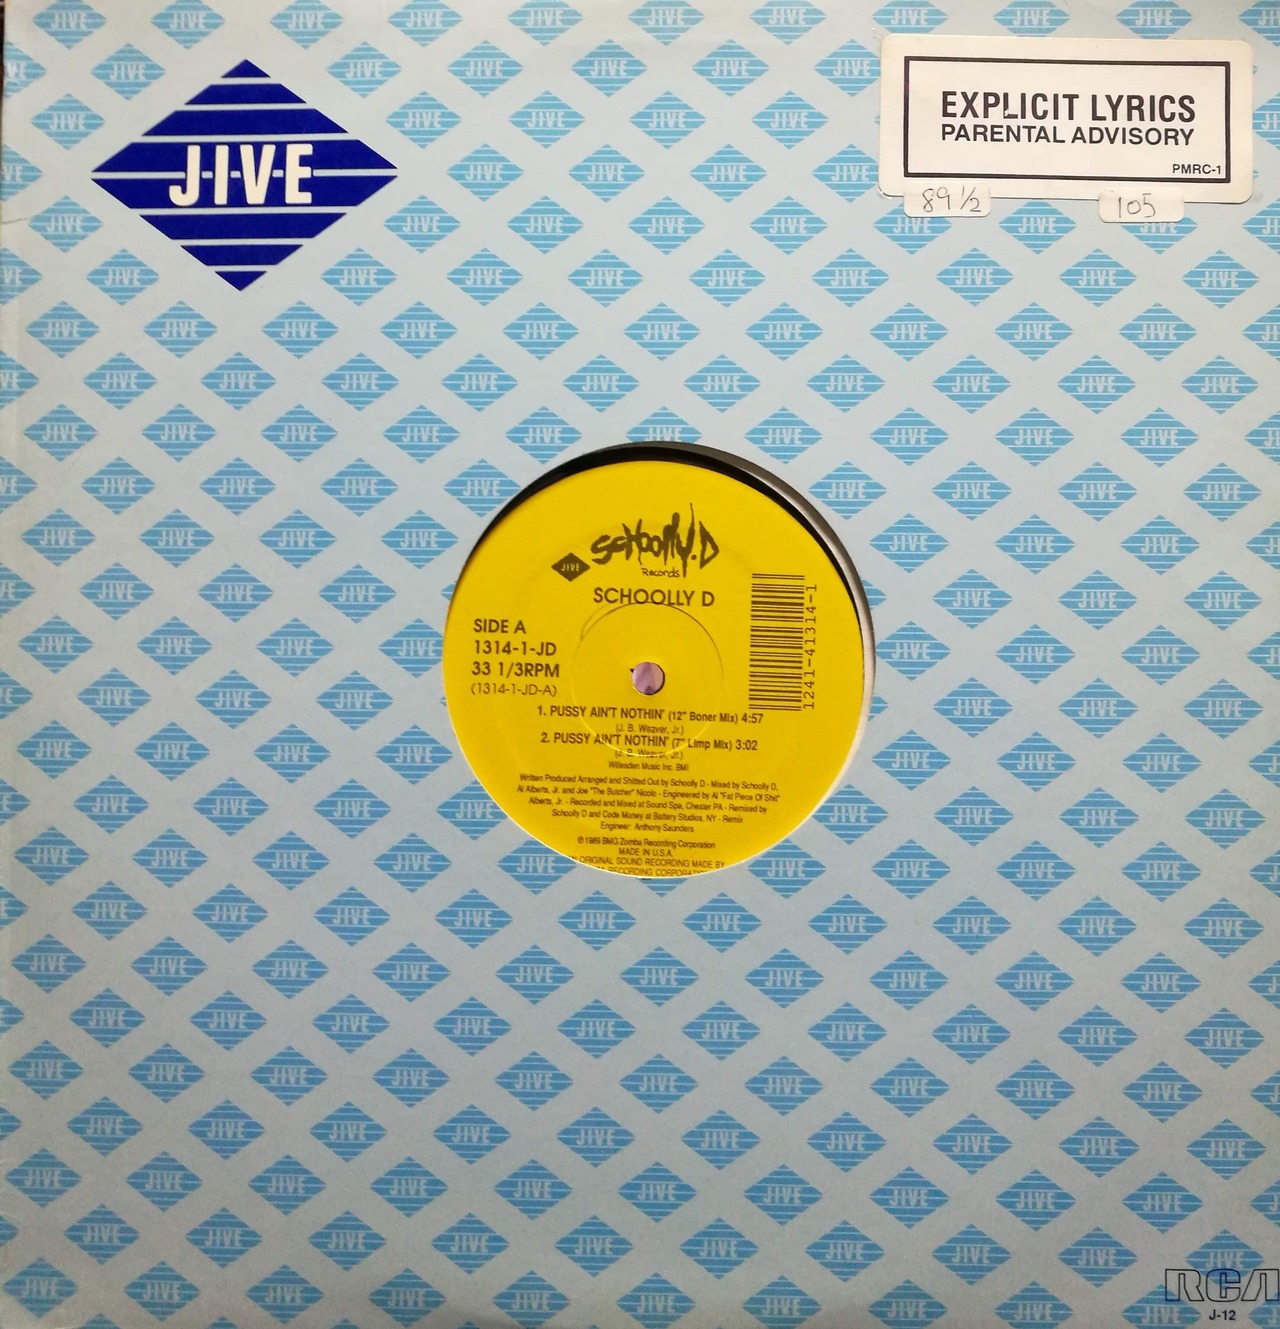 J·I·V·E
EXPLICIT LYRICS
PARENTAL ADVISORY
PMRC-1
89 1/2
105
JIVE
SCHOOLLY.D
Records
SCHOOLLY D
SIDE A
1314-1-JD
33 1/3RPM
(1314-1-JD-A)
1241-41314-1
1. PUSSY AIN'T NOTHIN' (12" Boner Mix) 4:57
(J. B. Weaver, Jr.)
2. PUSSY AIN'T NOTHIN' (7" Limp Mix) 3:02
(J. B. Weaver, Jr.)
Willesden Music Inc. BMI
Written Produced Arranged and Shitted Out by Schoolly D - Mixed by Schoolly D,
Al Alberts, Jr. and Joe "The Butcher" Nicolo - Engineered by Al "Fat Piece Of Shit"
Alberts, Jr. - Recorded and Mixed at Sound Spa, Chester PA - Remixed by
Schoolly D and Code Money at Battery Studios, NY - Remix
Engineer: Anthony Saunders
℗ 1989 BMG Zomba Recording Corporation
MADE IN U.S.A.
ORIGINAL SOUND RECORDING MADE BY
RECORDING CORPORATION
RCA
J-12